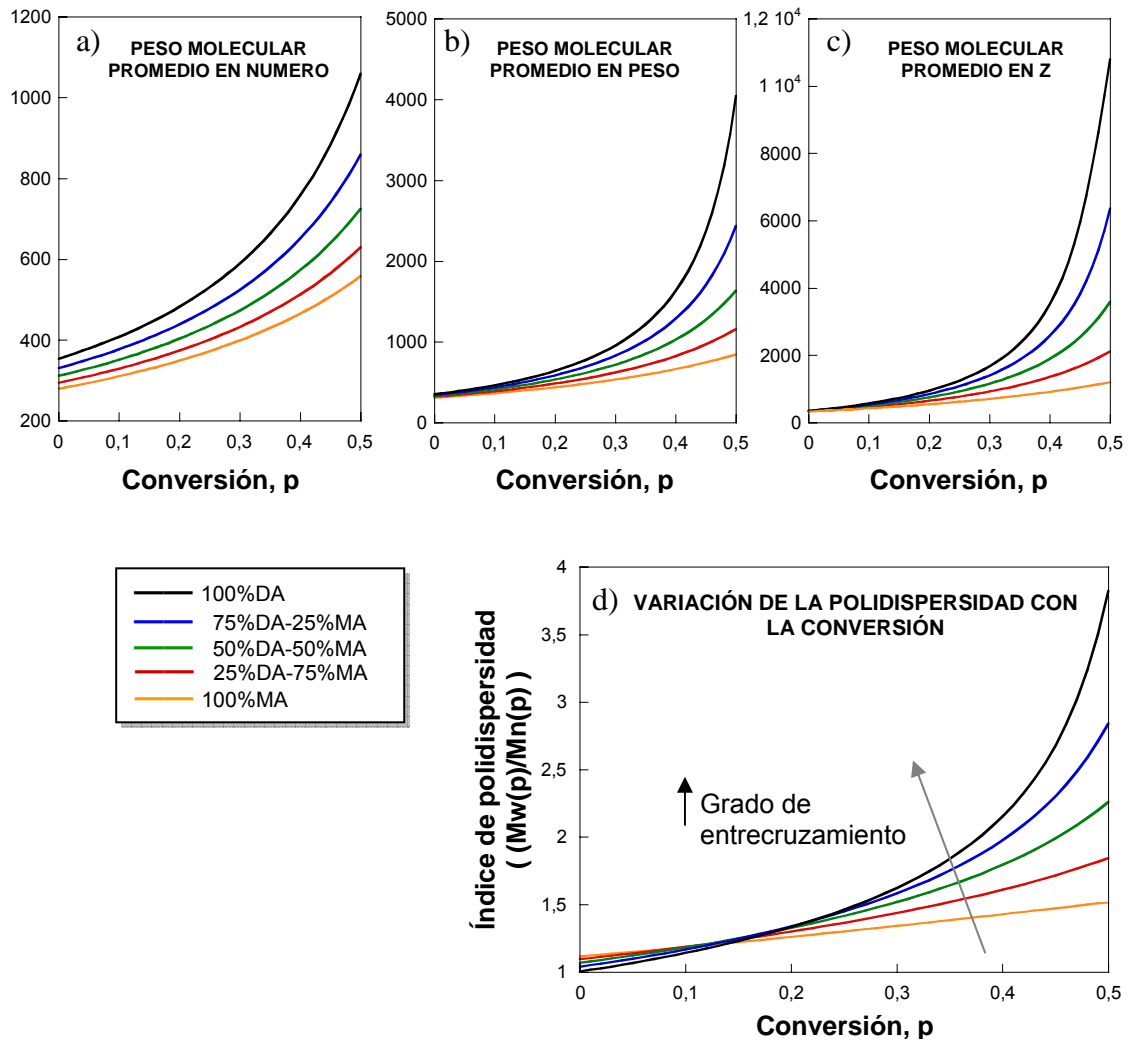 a)
PESO MOLECULAR
PROMEDIO EN NUMERO
1200
1000
800
600
400
200
0
0,1
0,2
0,3
0,4
0,5
Conversión, p
b)
PESO MOLECULAR
PROMEDIO EN PESO
5000
4000
3000
2000
1000
0
0
0,1
0,2
0,3
0,4
0,5
Conversión, p
c)
PESO MOLECULAR
PROMEDIO EN Z
1,2 10⁴
1 10⁴
8000
6000
4000
2000
0
0
0,1
0,2
0,3
0,4
0,5
Conversión, p
100%DA
75%DA-25%MA
50%DA-50%MA
25%DA-75%MA
100%MA
d)
VARIACIÓN DE LA POLIDISPERSIDAD CON
LA CONVERSIÓN
Índice de polidispersidad
( (Mw(p)/Mn(p) )
4
3,5
3
2,5
2
1,5
1
Grado de
entrecruzamiento
0
0,1
0,2
0,3
0,4
0,5
Conversión, p